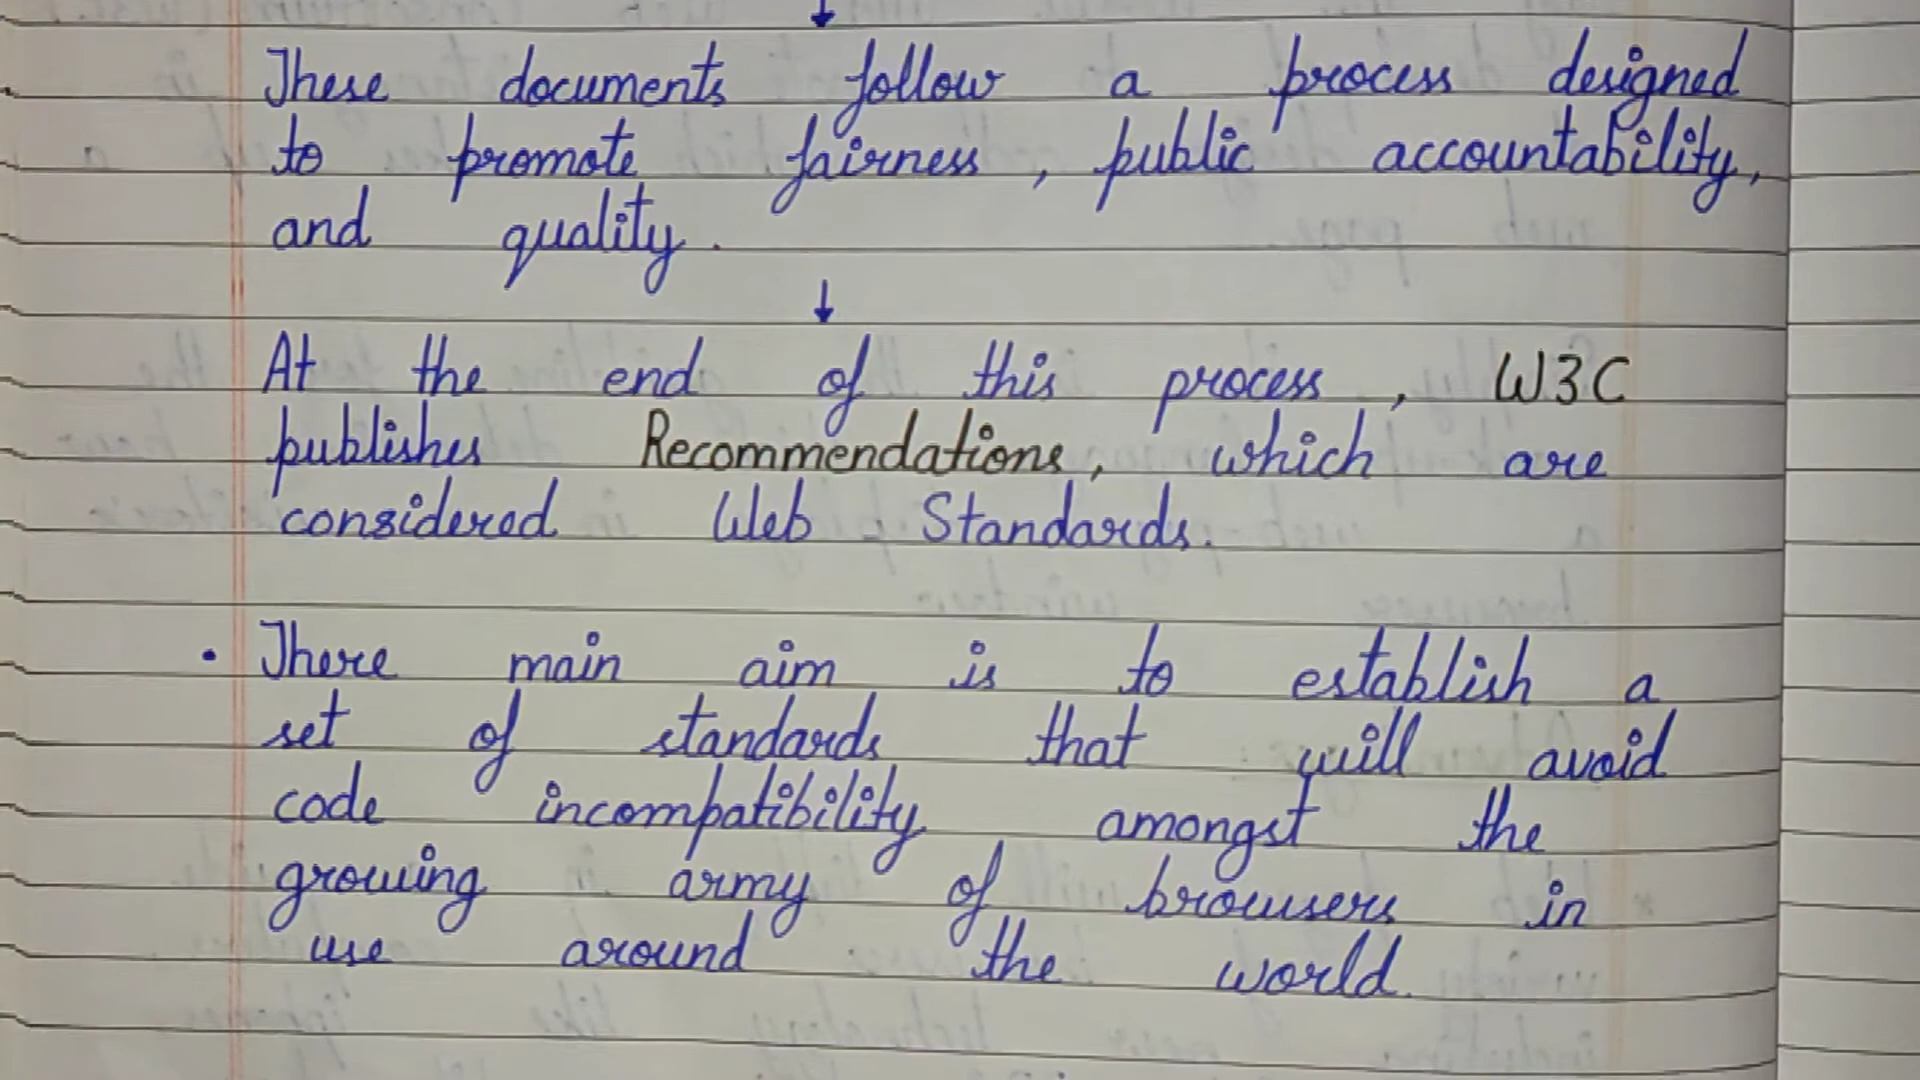 ↓
These documents follow a process designed
to promote fairness, public accountability,
and quality.
↓
At the end of this process, W3C
publishes Recommendations, which are
considered Web Standards.
• There main aim is to establish a
set of standards that will avoid
code incompatibility amongst the
growing army of browsers in
use around the world.